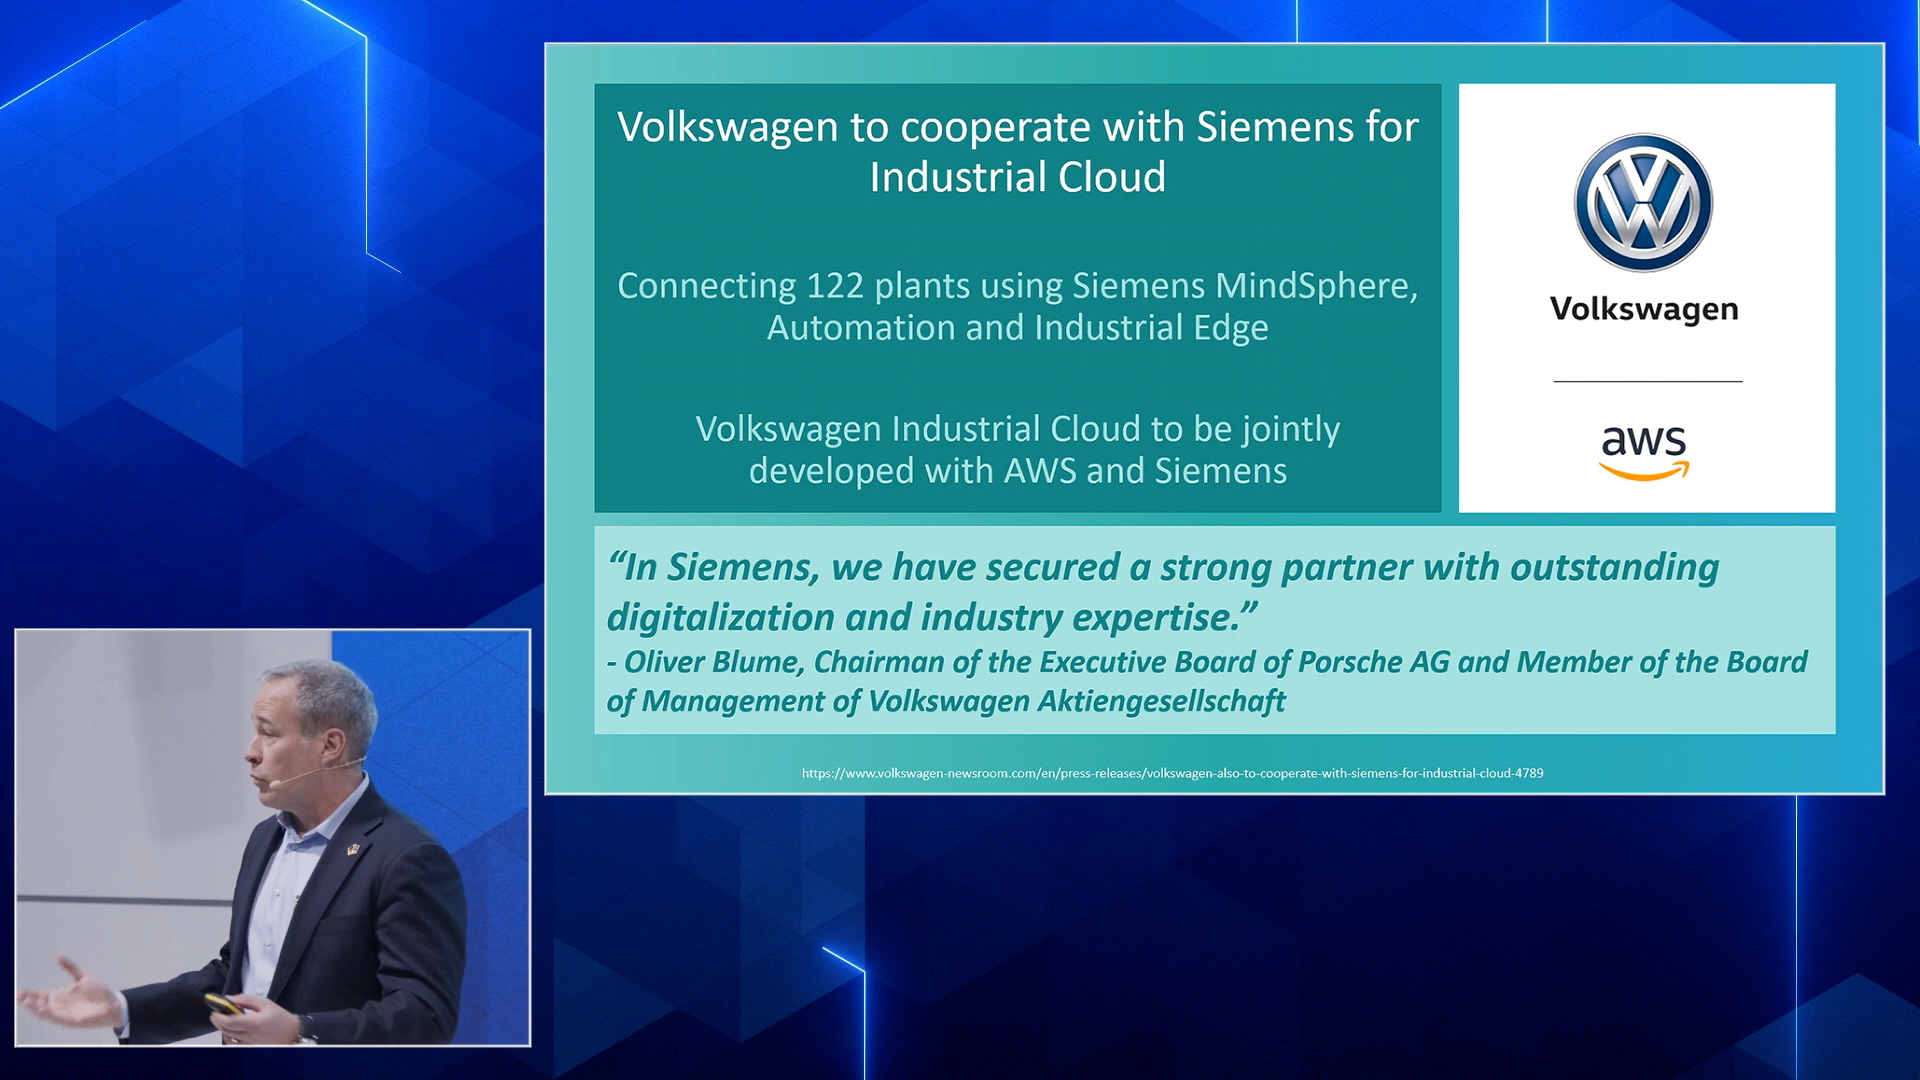 Volkswagen to cooperate with Siemens for
Industrial Cloud
Connecting 122 plants using Siemens MindSphere,
Automation and Industrial Edge
Volkswagen Industrial Cloud to be jointly
developed with AWS and Siemens
Volkswagen
aws
“In Siemens, we have secured a strong partner with outstanding
digitalization and industry expertise.”
- Oliver Blume, Chairman of the Executive Board of Porsche AG and Member of the Board
of Management of Volkswagen Aktiengesellschaft
https://www.volkswagen-newsroom.com/en/press-releases/volkswagen-also-to-cooperate-with-siemens-for-industrial-cloud-4789